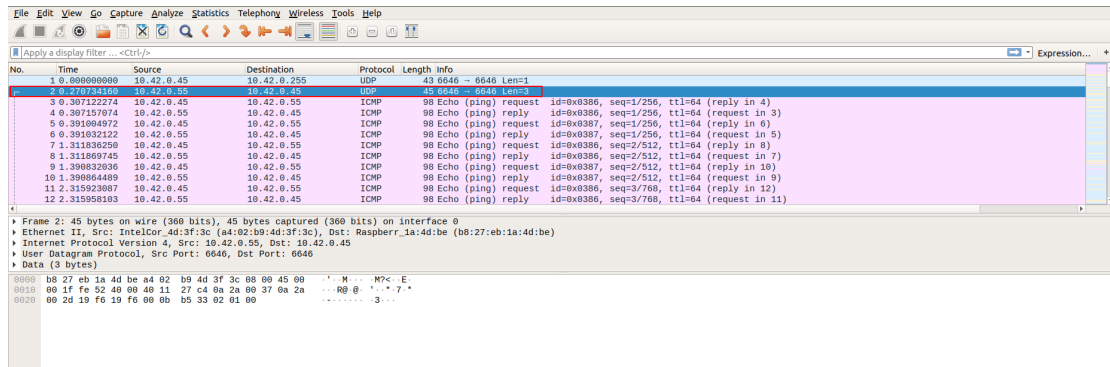 File Edit View Go Capture Analyze Statistics Telephony Wireless Tools Help
Apply a display filter ... <Ctrl-/> Expression... +
No. Time Source Destination Protocol Length Info
1 0.000000000 10.42.0.45 10.42.0.255 UDP 43 6646 → 6646 Len=1
2 0.270734160 10.42.0.55 10.42.0.45 UDP 45 6646 → 6646 Len=3
3 0.307122274 10.42.0.45 10.42.0.55 ICMP 98 Echo (ping) request id=0x0386, seq=1/256, ttl=64 (reply in 4)
4 0.307157074 10.42.0.55 10.42.0.45 ICMP 98 Echo (ping) reply id=0x0386, seq=1/256, ttl=64 (request in 3)
5 0.391004972 10.42.0.45 10.42.0.55 ICMP 98 Echo (ping) request id=0x0387, seq=1/256, ttl=64 (reply in 6)
6 0.391032122 10.42.0.55 10.42.0.45 ICMP 98 Echo (ping) reply id=0x0387, seq=1/256, ttl=64 (request in 5)
7 1.311836250 10.42.0.45 10.42.0.55 ICMP 98 Echo (ping) request id=0x0386, seq=2/512, ttl=64 (reply in 8)
8 1.311869745 10.42.0.55 10.42.0.45 ICMP 98 Echo (ping) reply id=0x0386, seq=2/512, ttl=64 (request in 7)
9 1.390832036 10.42.0.45 10.42.0.55 ICMP 98 Echo (ping) request id=0x0387, seq=2/512, ttl=64 (reply in 10)
10 1.390864489 10.42.0.55 10.42.0.45 ICMP 98 Echo (ping) reply id=0x0387, seq=2/512, ttl=64 (request in 9)
11 2.315923087 10.42.0.45 10.42.0.55 ICMP 98 Echo (ping) request id=0x0386, seq=3/768, ttl=64 (reply in 12)
12 2.315958103 10.42.0.55 10.42.0.45 ICMP 98 Echo (ping) reply id=0x0386, seq=3/768, ttl=64 (request in 11)
Frame 2: 45 bytes on wire (360 bits), 45 bytes captured (360 bits) on interface 0
Ethernet II, Src: IntelCor_4d:3f:3c (a4:02:b9:4d:3f:3c), Dst: Raspberr_1a:4d:be (b8:27:eb:1a:4d:be)
Internet Protocol Version 4, Src: 10.42.0.55, Dst: 10.42.0.45
User Datagram Protocol, Src Port: 6646, Dst Port: 6646
Data (3 bytes)
0000 b8 27 eb 1a 4d be a4 02 b9 4d 3f 3c 08 00 45 00 ·'··M··· ·M?<··E·
0010 00 1f fe 52 40 00 40 11 27 c4 0a 2a 00 37 0a 2a ···R@·@· '··*·7·*
0020 00 2d 19 f6 19 f6 00 0b b5 33 02 01 00 ·-······ ·3···